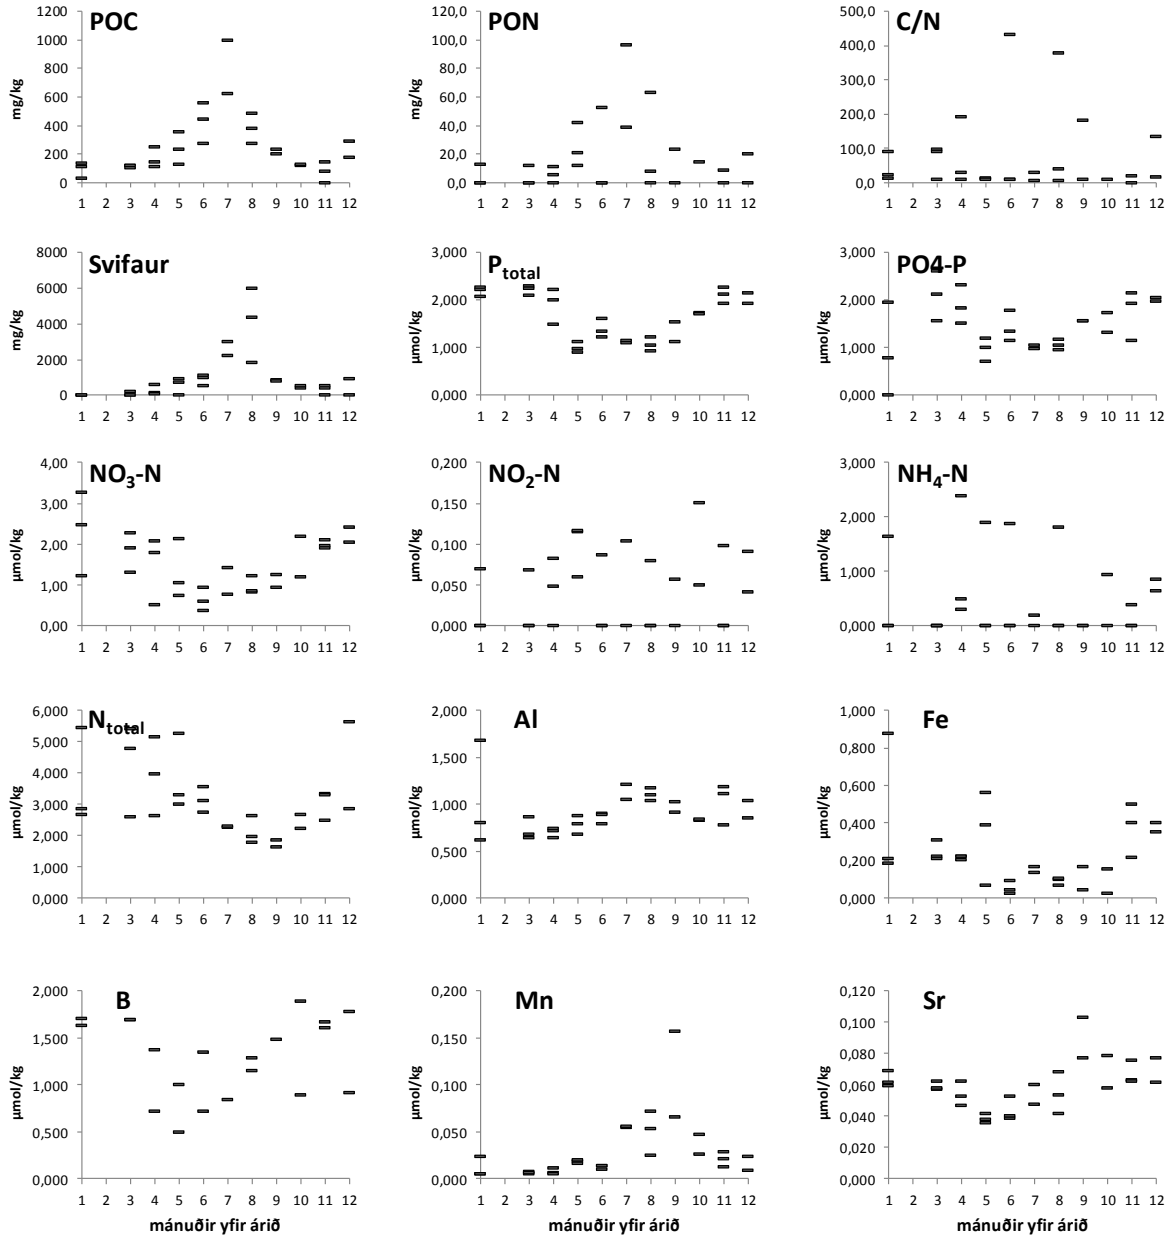 POC
1200
1000
800
600
400
200
0
mg/kg
1 2 3 4 5 6 7 8 9 10 11 12
PON
100,0
80,0
60,0
40,0
20,0
0,0
mg/kg
1 2 3 4 5 6 7 8 9 10 11 12
C/N
500,0
400,0
300,0
200,0
100,0
0,0
mg/kg
1 2 3 4 5 6 7 8 9 10 11 12
Svifaur
8000
6000
4000
2000
0
mg/kg
1 2 3 4 5 6 7 8 9 10 11 12
P_total
3,000
2,000
1,000
0,000
µmol/kg
1 2 3 4 5 6 7 8 9 10 11 12
PO4-P
3,000
2,000
1,000
0,000
µmol/kg
1 2 3 4 5 6 7 8 9 10 11 12
NO₃-N
4,00
3,00
2,00
1,00
0,00
µmol/kg
1 2 3 4 5 6 7 8 9 10 11 12
NO₂-N
0,200
0,150
0,100
0,050
0,000
µmol/kg
1 2 3 4 5 6 7 8 9 10 11 12
NH₄-N
3,000
2,000
1,000
0,000
µmol/kg
1 2 3 4 5 6 7 8 9 10 11 12
N_total
6,000
5,000
4,000
3,000
2,000
1,000
0,000
µmol/kg
1 2 3 4 5 6 7 8 9 10 11 12
Al
2,000
1,500
1,000
0,500
0,000
µmol/kg
1 2 3 4 5 6 7 8 9 10 11 12
Fe
1,000
0,800
0,600
0,400
0,200
0,000
µmol/kg
1 2 3 4 5 6 7 8 9 10 11 12
B
2,000
1,500
1,000
0,500
0,000
µmol/kg
1 2 3 4 5 6 7 8 9 10 11 12
mánuðir yfir árið
Mn
0,200
0,150
0,100
0,050
0,000
µmol/kg
1 2 3 4 5 6 7 8 9 10 11 12
mánuðir yfir árið
Sr
0,120
0,100
0,080
0,060
0,040
0,020
0,000
µmol/kg
1 2 3 4 5 6 7 8 9 10 11 12
mánuðir yfir árið